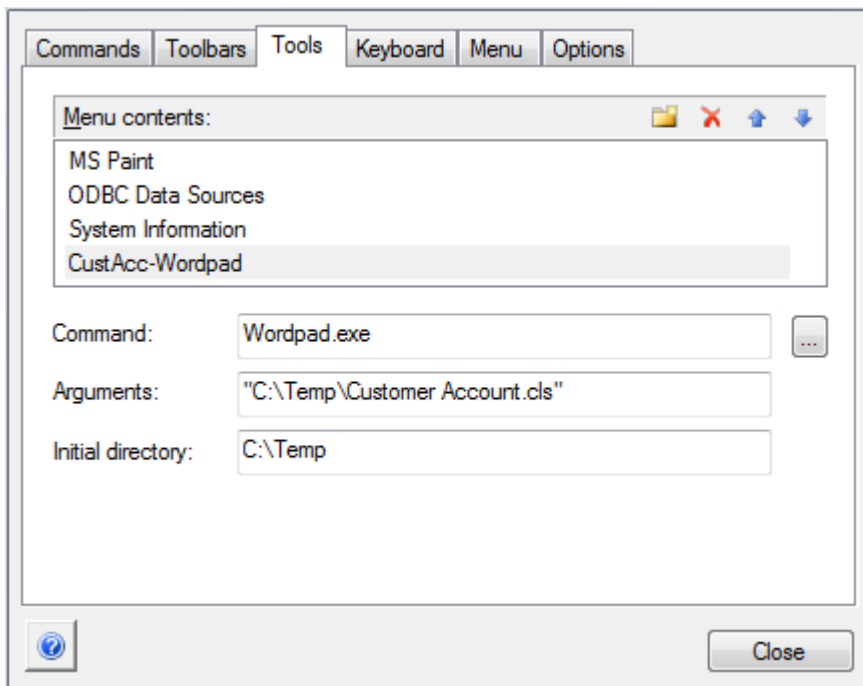 Commands Toolbars Tools Keyboard Menu Options
Menu contents:
MS Paint
ODBC Data Sources
System Information
CustAcc-Wordpad
Command: Wordpad.exe ...
Arguments: "C:\Temp\Customer Account.cls"
Initial directory: C:\Temp
? Close